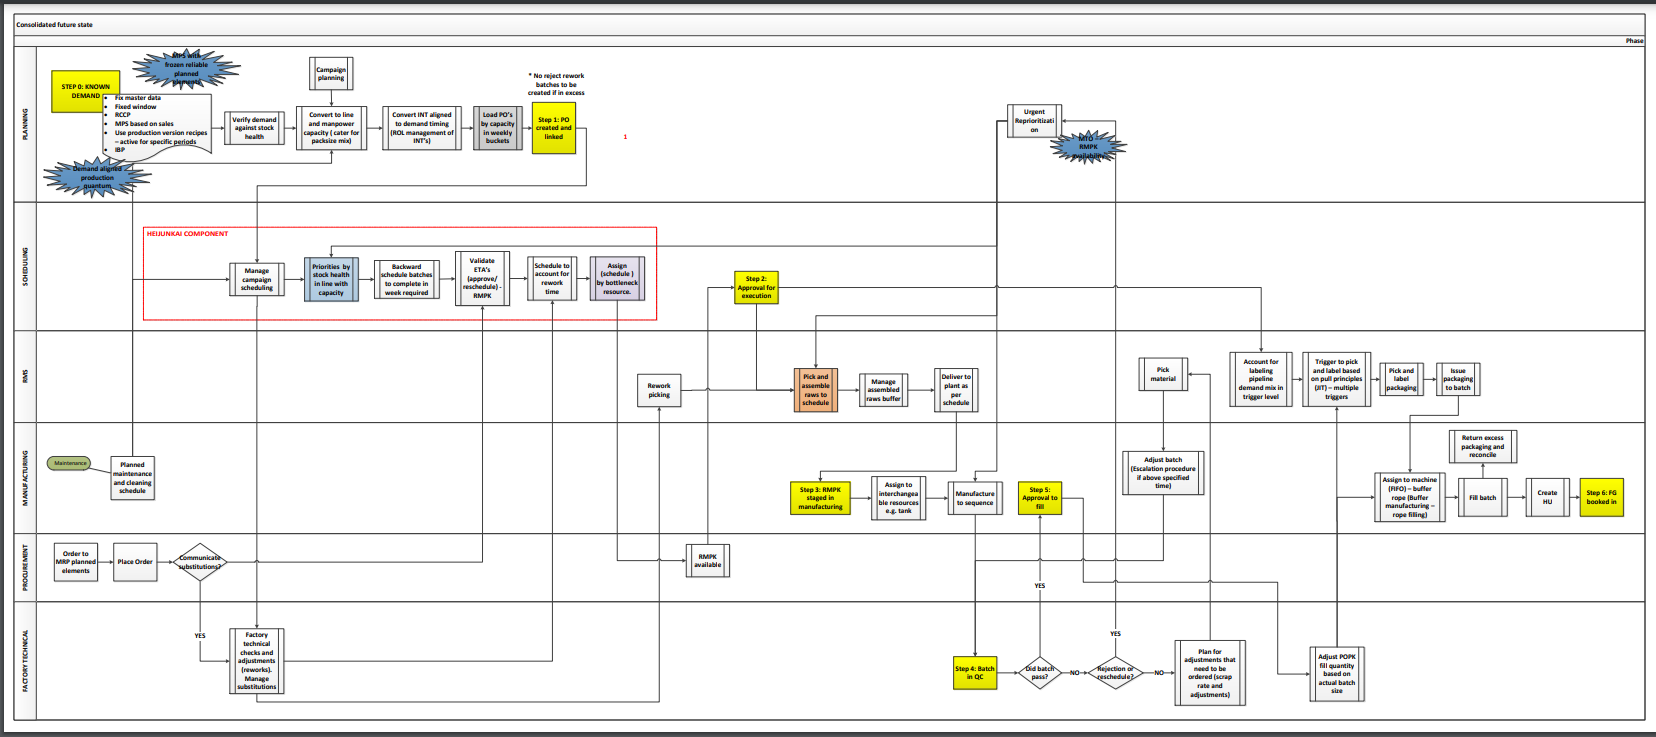 Consolidated future state
Phase
PLANNING
MPS with
frozen reliable
planned
elements
STEP 0: KNOWN
DEMAND
Fix master data
Fixed window
RCCP
MPS based on sales
Use production version recipes
– active for specific periods
IBP
Demand aligned
production
quantum
Verify demand
against stock
health
Campaign
planning
Convert to line
and manpower
capacity ( cater for
packsize mix)
Convert INT aligned
to demand timing
(ROL management of
INT's)
Load PO's
by capacity
in weekly
buckets
* No reject rework
batches to be
created if in excess
Step 1: PO
created and
linked
1
Urgent
Reprioritizati
on
MTO
RMPK
availability
SCHEDULING
HEIJUNKAI COMPONENT
Manage
campaign
scheduling
Priorities by
stock health
in line with
capacity
Backward
schedule batches
to complete in
week required
Validate
ETA's
(approve/
reschedule) -
RMPK
Schedule to
account for
rework
time
Assign
(schedule )
by bottleneck
resource.
Step 2:
Approval for
execution
RMS
Rework
picking
Pick and
assemble
raws to
schedule
Manage
assembled
raws buffer
Deliver to
plant as
per
schedule
Pick
material
Account for
labeling
pipeline
demand mix in
trigger level
Trigger to pick
and label based
on pull principles
(JIT) – multiple
triggers
Pick and
label
packaging
Issue
packaging
to batch
MANUFACTURING
Maintenance
Planned
maintenance
and cleaning
schedule
Step 3: RMPK
staged in
manufacturing
Assign to
interchangea
ble resources
e.g. tank
Manufacture
to sequence
Step 5:
Approval to
fill
Adjust batch
(Escalation procedure
if above specified
time)
Return excess
packaging and
reconcile
Assign to machine
(FIFO) – buffer
rope (Buffer
manufacturing –
rope filling)
Fill batch
Create
HU
Step 6: FG
booked in
PROCUREMENT
Order to
MRP planned
elements
Place Order
Communicate
substitutions?
RMPK
available
YES
FACTORY TECHNICAL
YES
Factory
technical
checks and
adjustments
(reworks).
Manage
substitutions
Step 4: Batch
in QC
Did batch
pass?
NO
YES
Rejection or
reschedule?
NO
Plan for
adjustments that
need to be
ordered (scrap
rate and
adjustments)
Adjust POPK
fill quantity
based on
actual batch
size